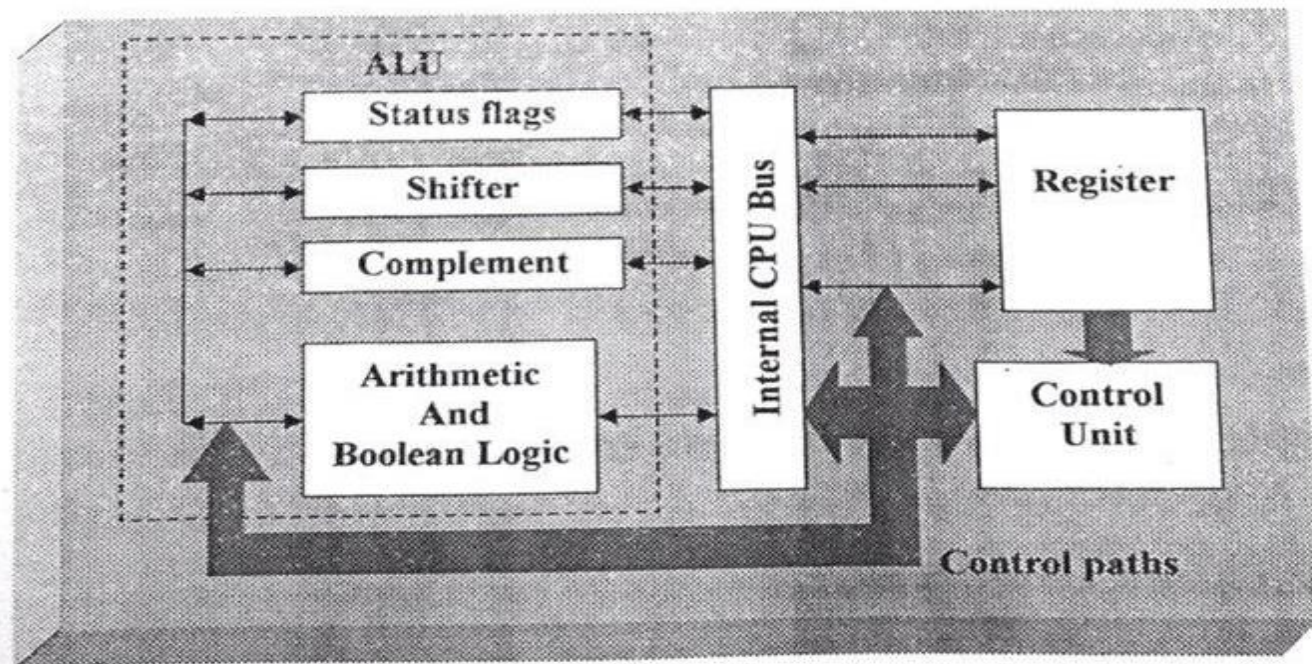 ALU
Status flags
Shifter
Complement
Arithmetic
And
Boolean Logic
Internal CPU Bus
Register
Control
Unit
Control paths